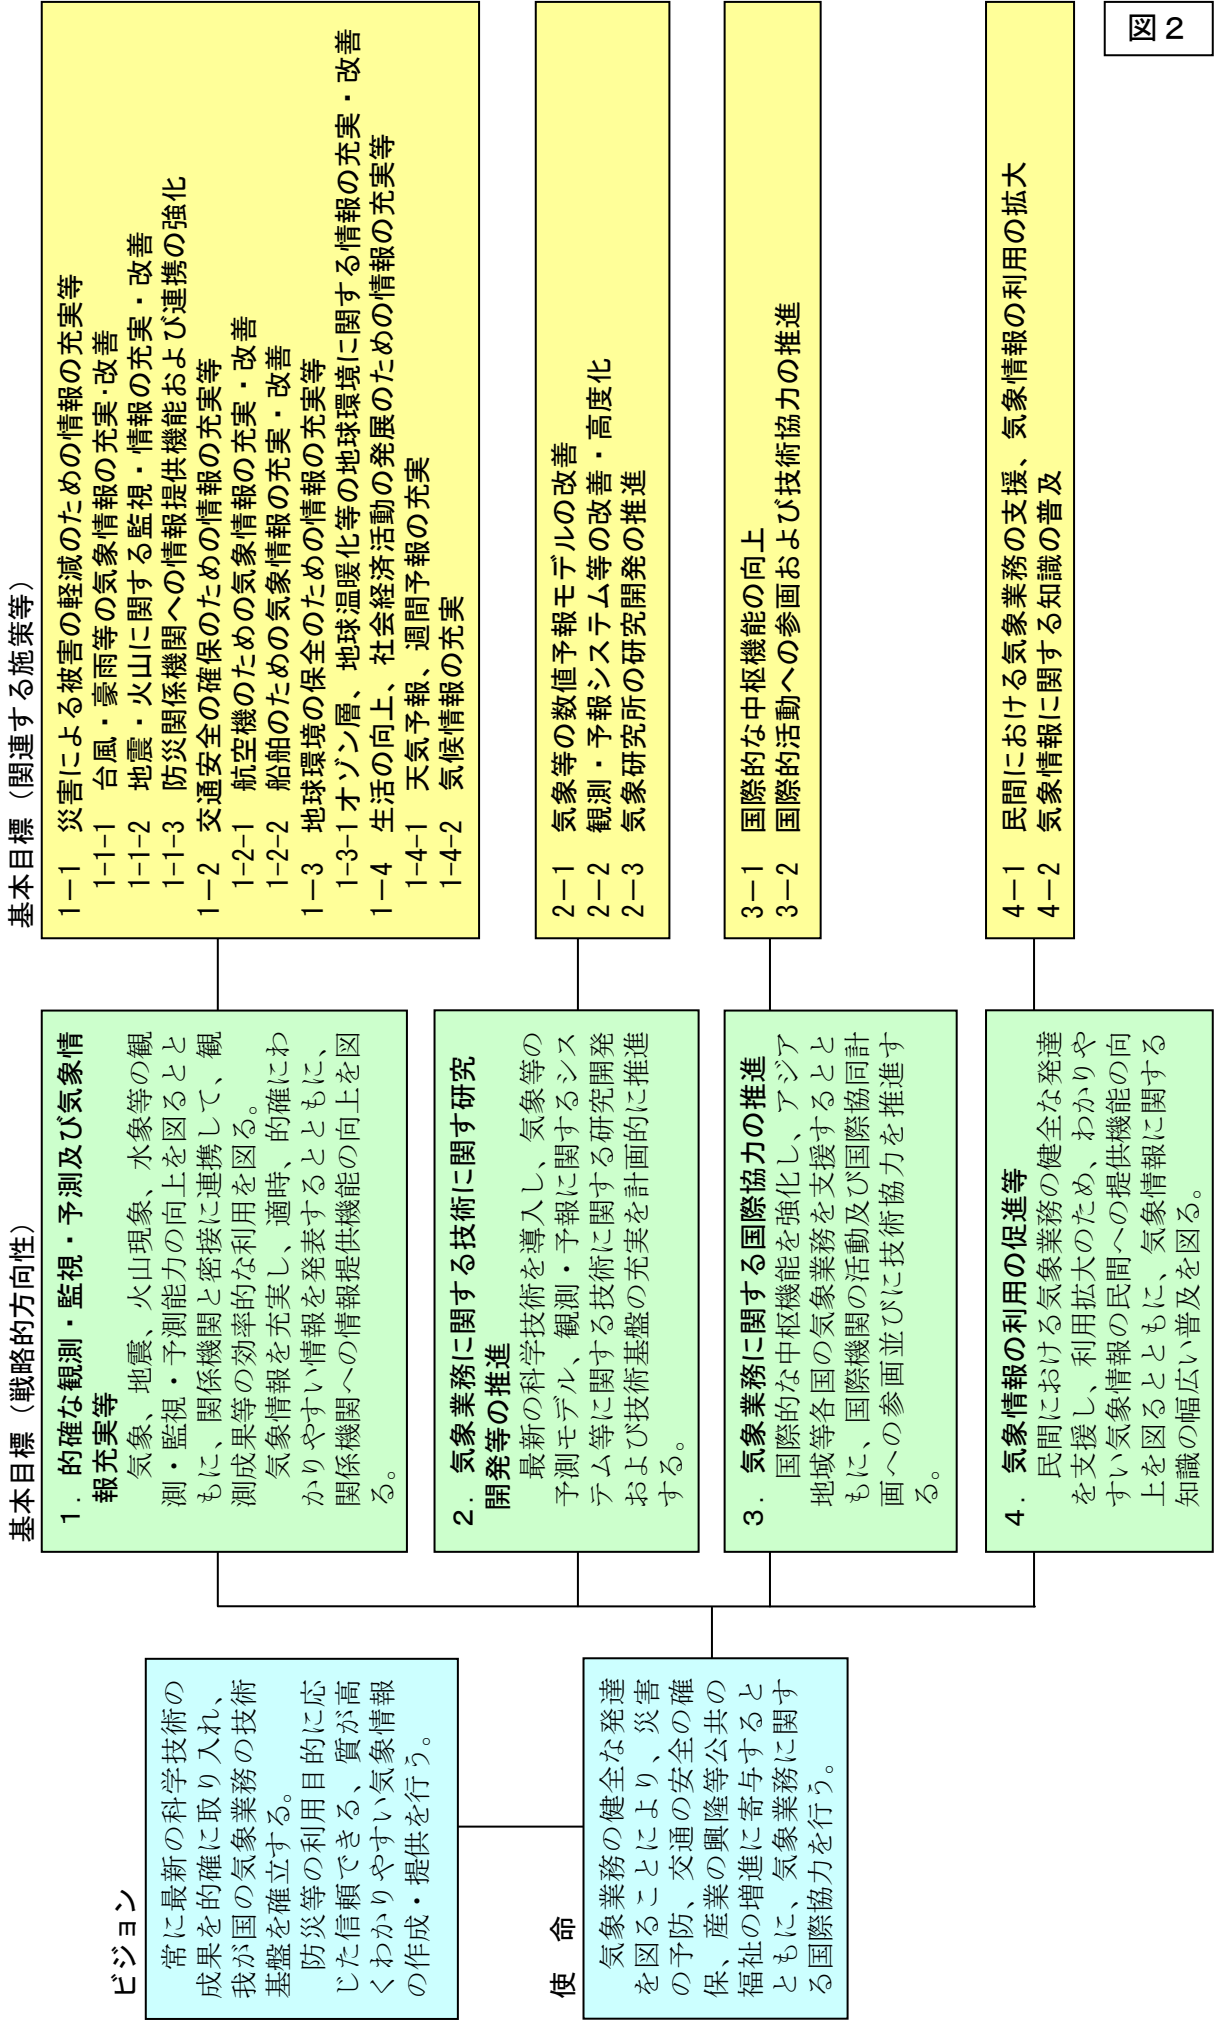 ビジョン
常に最新の科学技術の
成果を的確に取り入れ、
我が国の気象業務の技術
基盤を確立する。
防災等の利用目的に応
じた信頼できる、質が高
くわかりやすい気象情報
の作成・提供を行う。
使　命
気象業務の健全な発達
を図ることにより、災害
の予防、交通の安全の確
保、産業の興隆等公共の
福祉の増進に寄与すると
ともに、気象業務に関す
る国際協力を行う。
基本目標（戦略的方向性）
１．的確な観測・監視・予測及び気象情
報充実等
気象、地震、火山現象、水象等の観
測・監視・予測能力の向上を図るとと
もに、関係機関と密接に連携して、観
測成果等の効率的な利用を図る。
気象情報を充実し、適時、的確にわ
かりやすい情報を発表するとともに、
関係機関への情報提供機能の向上を図
る。
２．気象業務に関する技術に関す研究
開発等の推進
最新の科学技術を導入し、気象等の
予測モデル、観測・予報に関するシス
テム等に関する技術に関する研究開発
および技術基盤の充実を計画的に推進
する。
３．気象業務に関する国際協力の推進
国際的な中枢機能を強化し、アジア
地域等各国の気象業務を支援するとと
もに、国際機関の活動及び国際協同計
画への参画並びに技術協力を推進す
る。
４．気象情報の利用の促進等
民間における気象業務の健全な発達
を支援し、利用拡大のため、わかりや
すい気象情報の民間への提供機能の向
上を図るとともに、気象情報に関する
知識の幅広い普及を図る。
基本目標（関連する施策等）
1－1　災害による被害の軽減のための情報の充実等
1-1-1　台風・豪雨等の気象情報の充実･改善
1-1-2　地震・火山に関する監視・情報の充実・改善
1-1-3　防災関係機関への情報提供機能および連携の強化
1－2　交通安全の確保のための情報の充実等
1-2-1　航空機のための気象情報の充実・改善
1-2-2　船舶のための気象情報の充実・改善
1－3　地球環境の保全のための情報の充実等
1-3-1 オゾン層、地球温暖化等の地球環境に関する情報の充実・改善
1－4　生活の向上、社会経済活動の発展のための情報の充実等
1-4-1　天気予報、週間予報の充実
1-4-2　気候情報の充実
2－1　気象等の数値予報モデルの改善
2－2　観測・予報システム等の改善・高度化
2－3　気象研究所の研究開発の推進
3－1　国際的な中枢機能の向上
3－2　国際的活動への参画および技術協力の推進
4－1　民間における気象業務の支援、気象情報の利用の拡大
4－2　気象情報に関する知識の普及
図２